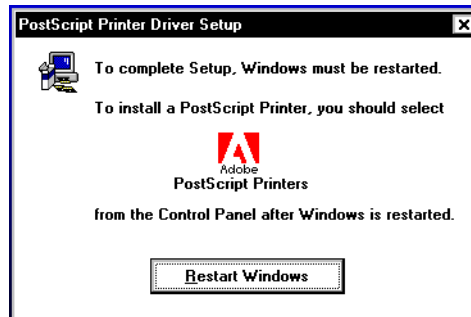 PostScript Printer Driver Setup
To complete Setup, Windows must be restarted.
To install a PostScript Printer, you should select
Adobe
PostScript Printers
from the Control Panel after Windows is restarted.
Restart Windows